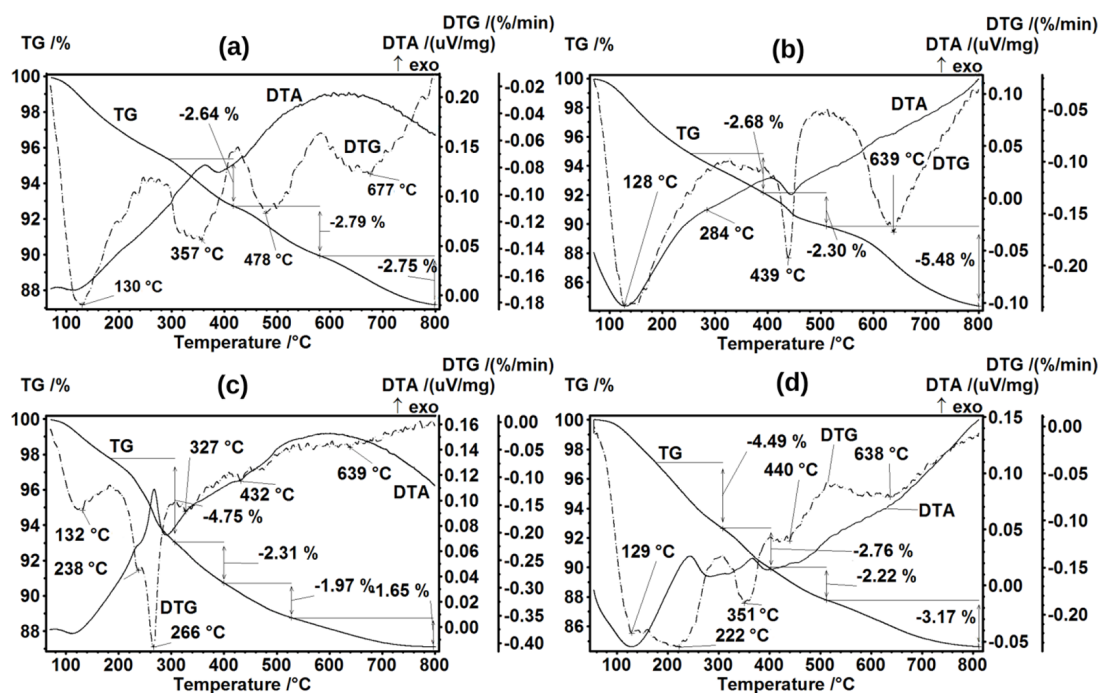 DTG /(%/min)
TG /%
(a)
DTA /(uV/mg)
↑ exo
100
98
96
94
92
90
88
TG
-2.64 %
DTA
DTG
677 °C
-2.79 %
357 °C
478 °C
-2.75 %
130 °C
0.20
0.15
0.10
0.05
0.00
-0.02
-0.04
-0.06
-0.08
-0.10
-0.12
-0.14
-0.16
-0.18
100 200 300 400 500 600 700 800
Temperature /°C
DTG /(%/min)
TG /%
(b)
DTA /(uV/mg)
↑ exo
100
98
96
94
92
90
88
86
TG
-2.68 %
DTA
639 °C
DTG
128 °C
284 °C
439 °C
-2.30 %
-5.48 %
0.10
0.05
0.00
-0.05
-0.10
-0.05
-0.10
-0.15
-0.20
100 200 300 400 500 600 700 800
Temperature /°C
DTG /(%/min)
TG /%
(c)
DTA /(uV/mg)
↑ exo
100
98
96
94
92
90
88
TG
327 °C
639 °C
432 °C
DTA
-4.75 %
132 °C
-2.31 %
238 °C
-1.97 %
-1.65 %
DTG
266 °C
0.16
0.14
0.12
0.10
0.08
0.06
0.04
0.02
0.00
0.00
-0.05
-0.10
-0.15
-0.20
-0.25
-0.30
-0.35
-0.40
100 200 300 400 500 600 700 800
Temperature /°C
DTG /(%/min)
TG /%
(d)
DTA /(uV/mg)
↑ exo
100
98
96
94
92
90
88
86
TG
-4.49 %
DTG
440 °C
638 °C
DTA
129 °C
-2.76 %
-2.22 %
351 °C
-3.17 %
222 °C
0.15
0.10
0.05
0.00
-0.05
0.00
-0.05
-0.10
-0.15
-0.20
100 200 300 400 500 600 700 800
Temperature /°C